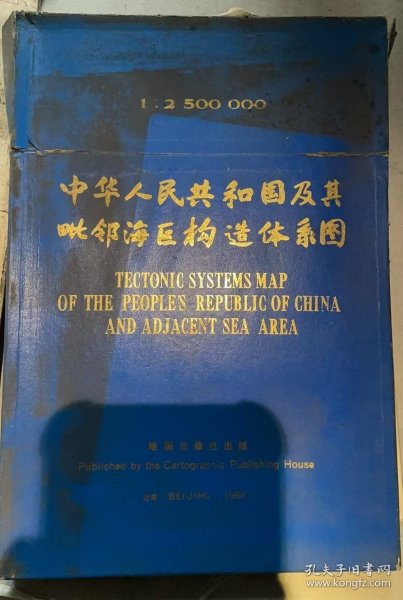 1:2 500 000
中华人民共和国及其
毗邻海区构造体系图
TECTONIC SYSTEMS MAP
OF THE PEOPLE'S REPUBLIC OF CHINA
AND ADJACENT SEA AREA
地图出版社出版
Published by the Cartographic Publishing House
北京 BEIJING 1984
孔夫子旧书网
www.kongfz.com